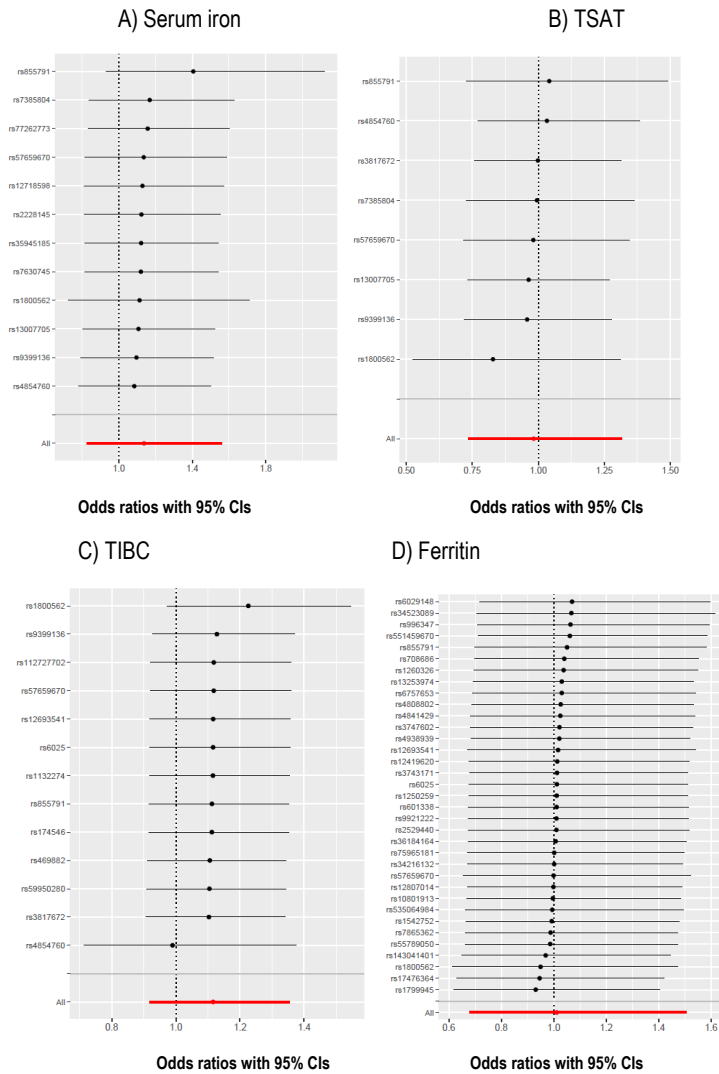 A) Serum iron
rs855791
rs7385804
rs77262773
rs57659670
rs12718598
rs2228145
rs35945185
rs7630745
rs1800562
rs13007705
rs9399136
rs4854760
All
1.0 1.4 1.8
Odds ratios with 95% CIs
B) TSAT
rs855791
rs4854760
rs3817672
rs7385804
rs57659670
rs13007705
rs9399136
rs1800562
All
0.50 0.75 1.00 1.25 1.50
Odds ratios with 95% CIs
C) TIBC
rs1800562
rs9399136
rs112727702
rs57659670
rs12693541
rs6025
rs1132274
rs855791
rs174546
rs469882
rs59950280
rs3817672
rs4854760
All
0.8 1.0 1.2 1.4
Odds ratios with 95% CIs
D) Ferritin
rs6029148
rs34523089
rs996347
rs551459670
rs855791
rs708686
rs1260326
rs13253974
rs6757653
rs4808802
rs4841429
rs3747602
rs4938939
rs12693541
rs12419620
rs3743171
rs6025
rs1250259
rs601338
rs9921222
rs2529440
rs36184164
rs75965181
rs34216132
rs57659670
rs12807014
rs10801913
rs535064984
rs1542752
rs7865362
rs55789050
rs143041401
rs1800562
rs17476364
rs1799945
All
0.6 0.8 1.0 1.2 1.4 1.6
Odds ratios with 95% CIs